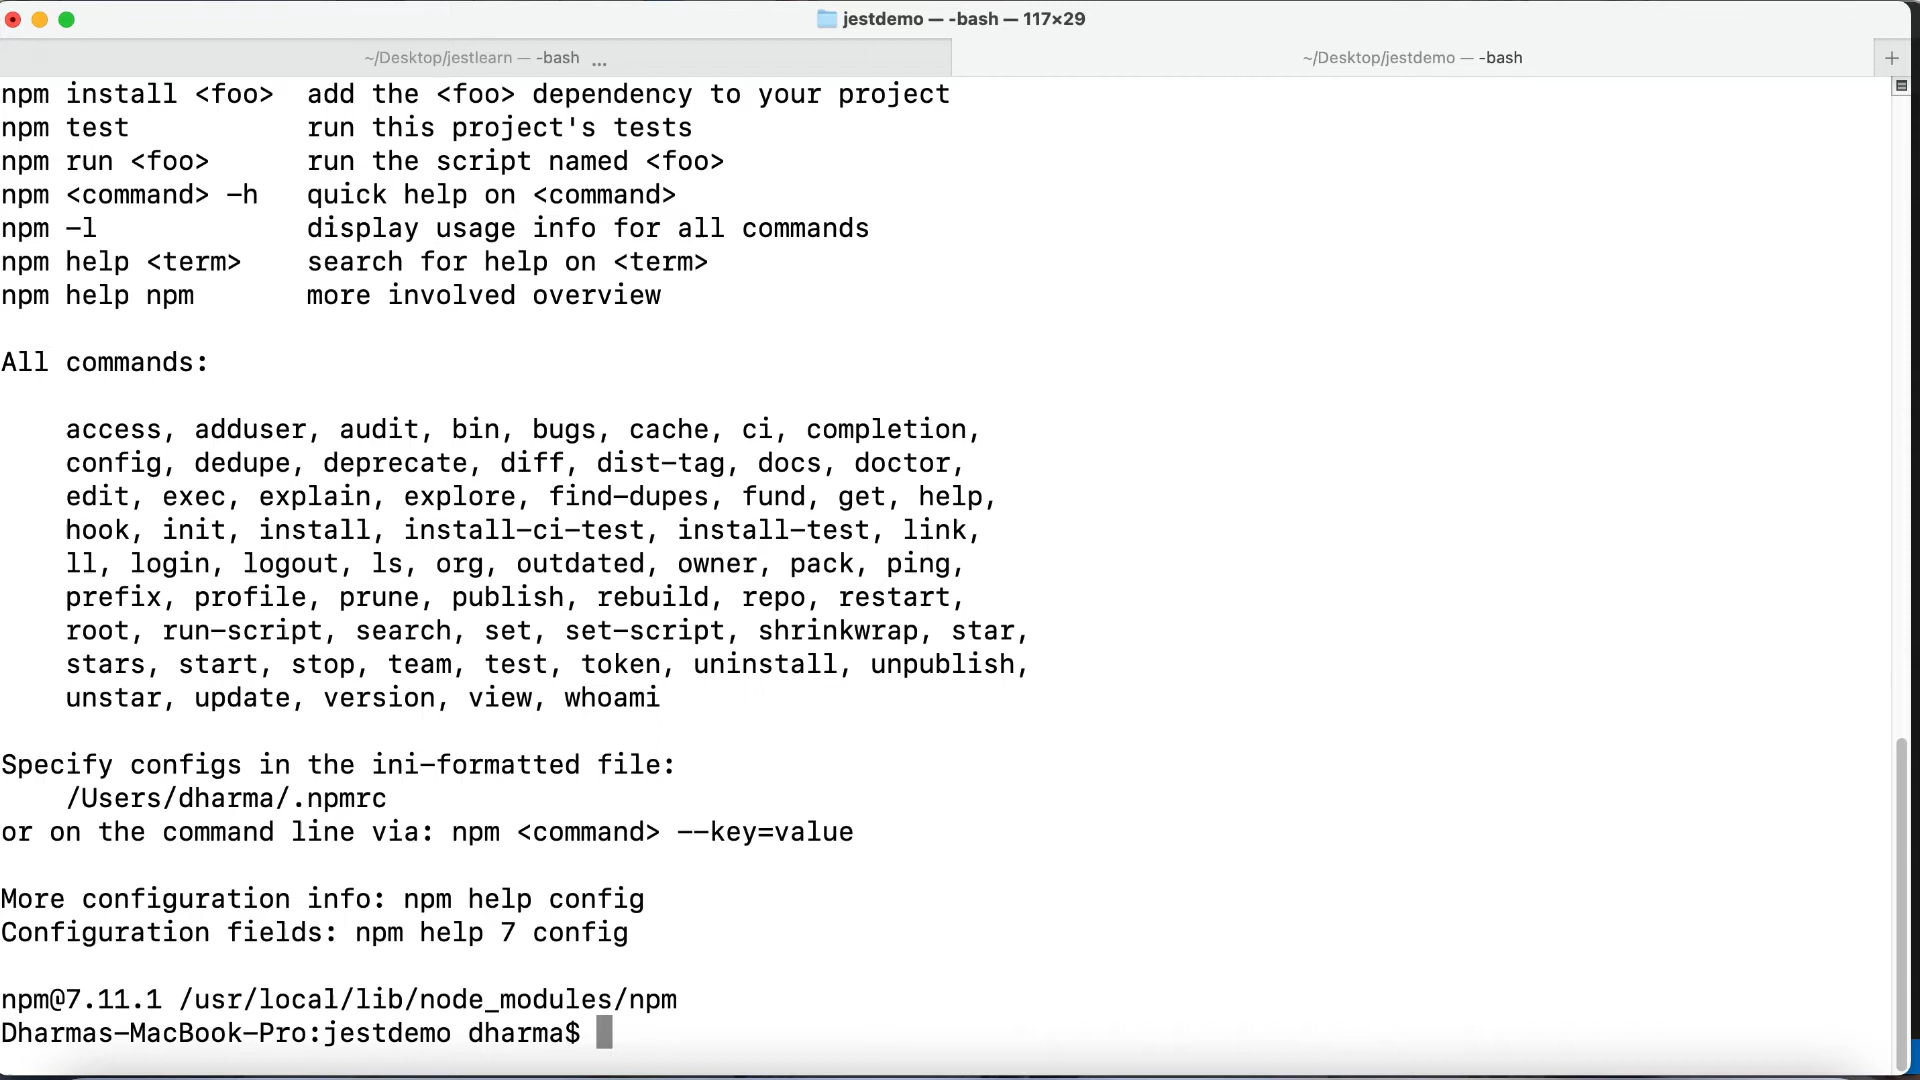 jestdemo — -bash — 117×29
~/Desktop/jestlearn — -bash ...
~/Desktop/jestdemo — -bash
npm install <foo>  add the <foo> dependency to your project
npm test           run this project's tests
npm run <foo>      run the script named <foo>
npm <command> -h   quick help on <command>
npm -l             display usage info for all commands
npm help <term>    search for help on <term>
npm help npm       more involved overview
All commands:
access, adduser, audit, bin, bugs, cache, ci, completion,
config, dedupe, deprecate, diff, dist-tag, docs, doctor,
edit, exec, explain, explore, find-dupes, fund, get, help,
hook, init, install, install-ci-test, install-test, link,
ll, login, logout, ls, org, outdated, owner, pack, ping,
prefix, profile, prune, publish, rebuild, repo, restart,
root, run-script, search, set, set-script, shrinkwrap, star,
stars, start, stop, team, test, token, uninstall, unpublish,
unstar, update, version, view, whoami
Specify configs in the ini-formatted file:
/Users/dharma/.npmrc
or on the command line via: npm <command> --key=value
More configuration info: npm help config
Configuration fields: npm help 7 config
npm@7.11.1 /usr/local/lib/node_modules/npm
Dharmas-MacBook-Pro:jestdemo dharma$